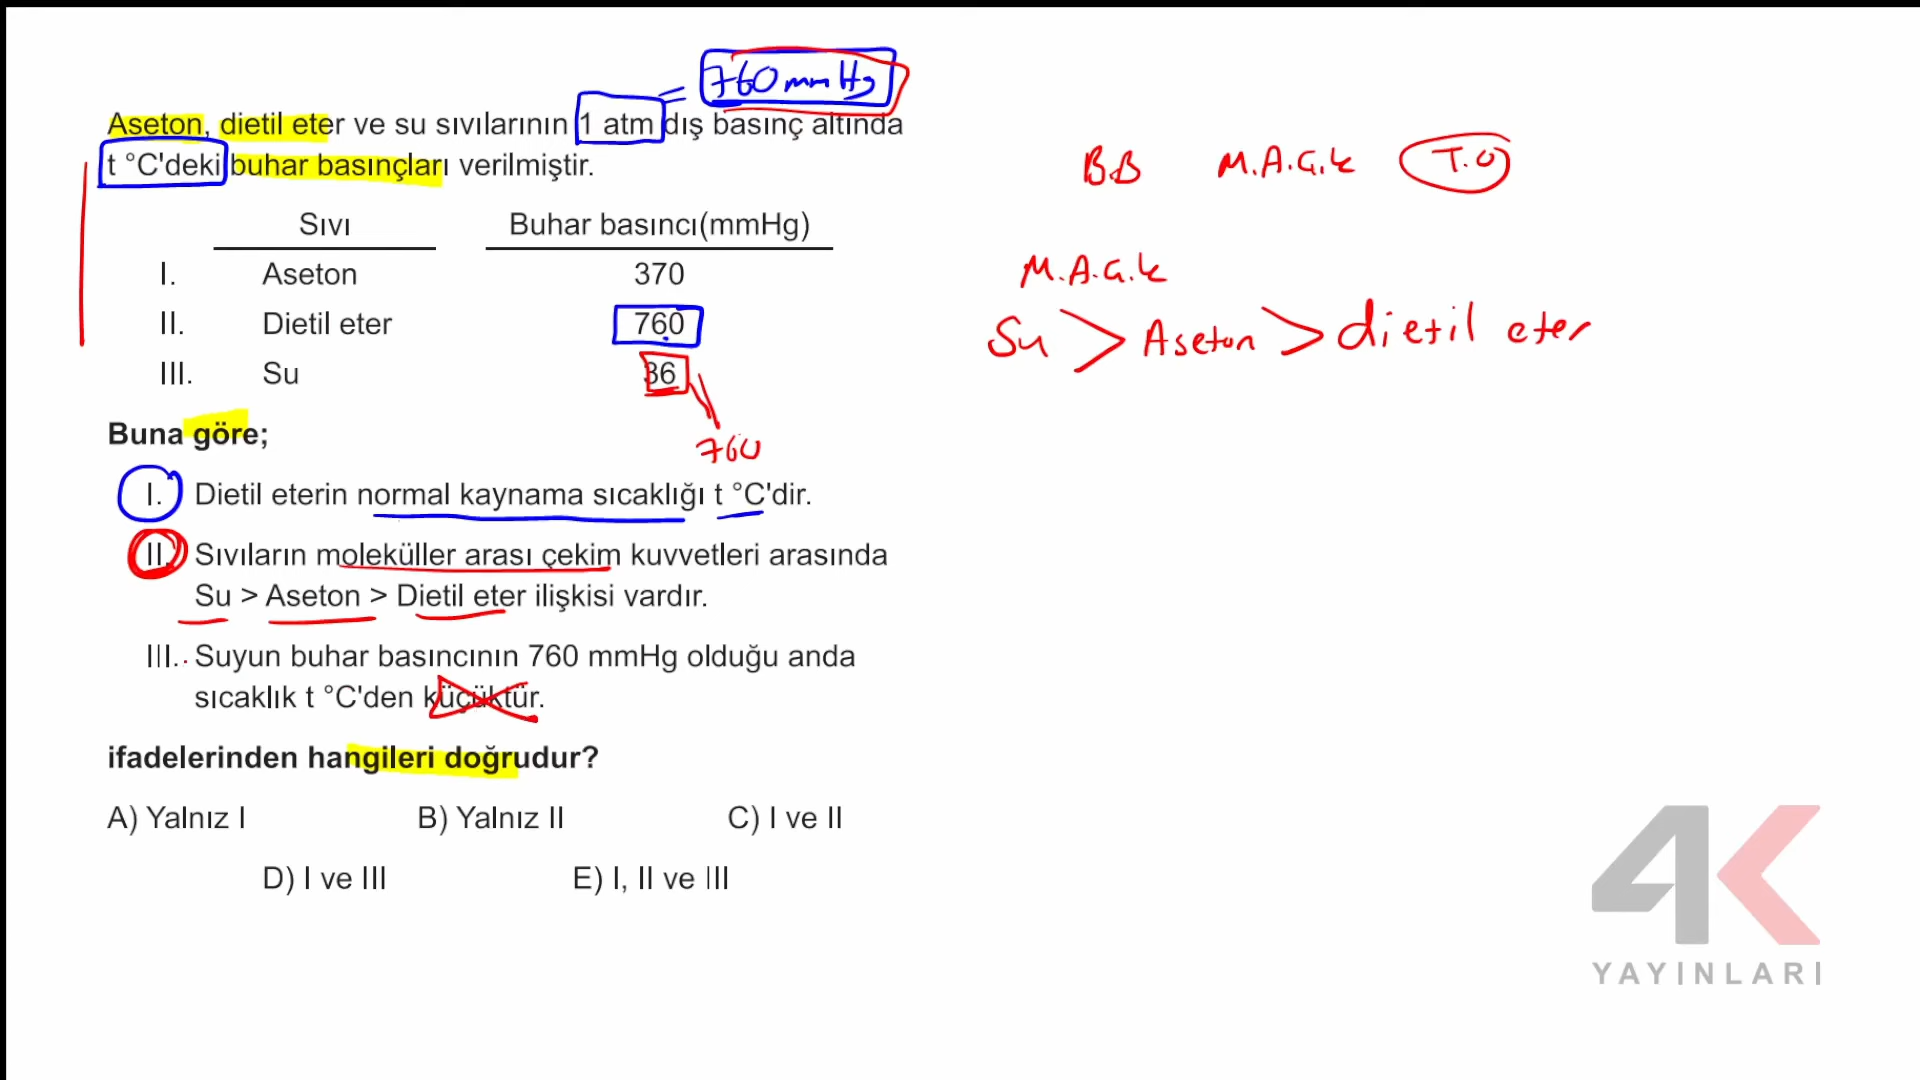 760 mm Hg
=
Aseton, dietil eter ve su sıvılarının 1 atm dış basınç altında
t °C'deki buhar basınçları verilmiştir.
Sıvı Buhar basıncı(mmHg)
I. Aseton 370
II. Dietil eter 760
III. Su 36
760
Buna göre;
I. Dietil eterin normal kaynama sıcaklığı t °C'dir.
II. Sıvıların moleküller arası çekim kuvvetleri arasında
Su > Aseton > Dietil eter ilişkisi vardır.
III. Suyun buhar basıncının 760 mmHg olduğu anda
sıcaklık t °C'den küçüktür.
ifadelerinden hangileri doğrudur?
A) Yalnız I B) Yalnız II C) I ve II
D) I ve III E) I, II ve III
B.B M.A.G.k T.O
M.A.G.k
Su > Aseton > dietil eter
4K
YAYINLARI